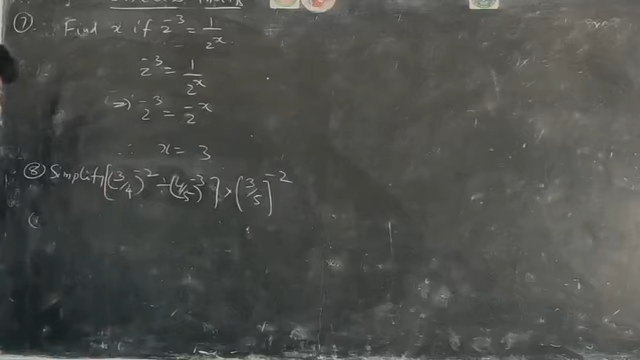 ⑦ Find x if 2⁻³ = 1/2ˣ
2⁻³ = 1/2ˣ
⇒ 2⁻³ = 2⁻ˣ
∴ x = 3
⑧ Simplify [(3/4)⁻² ÷ (4/5)⁻³] × (3/5)⁻²